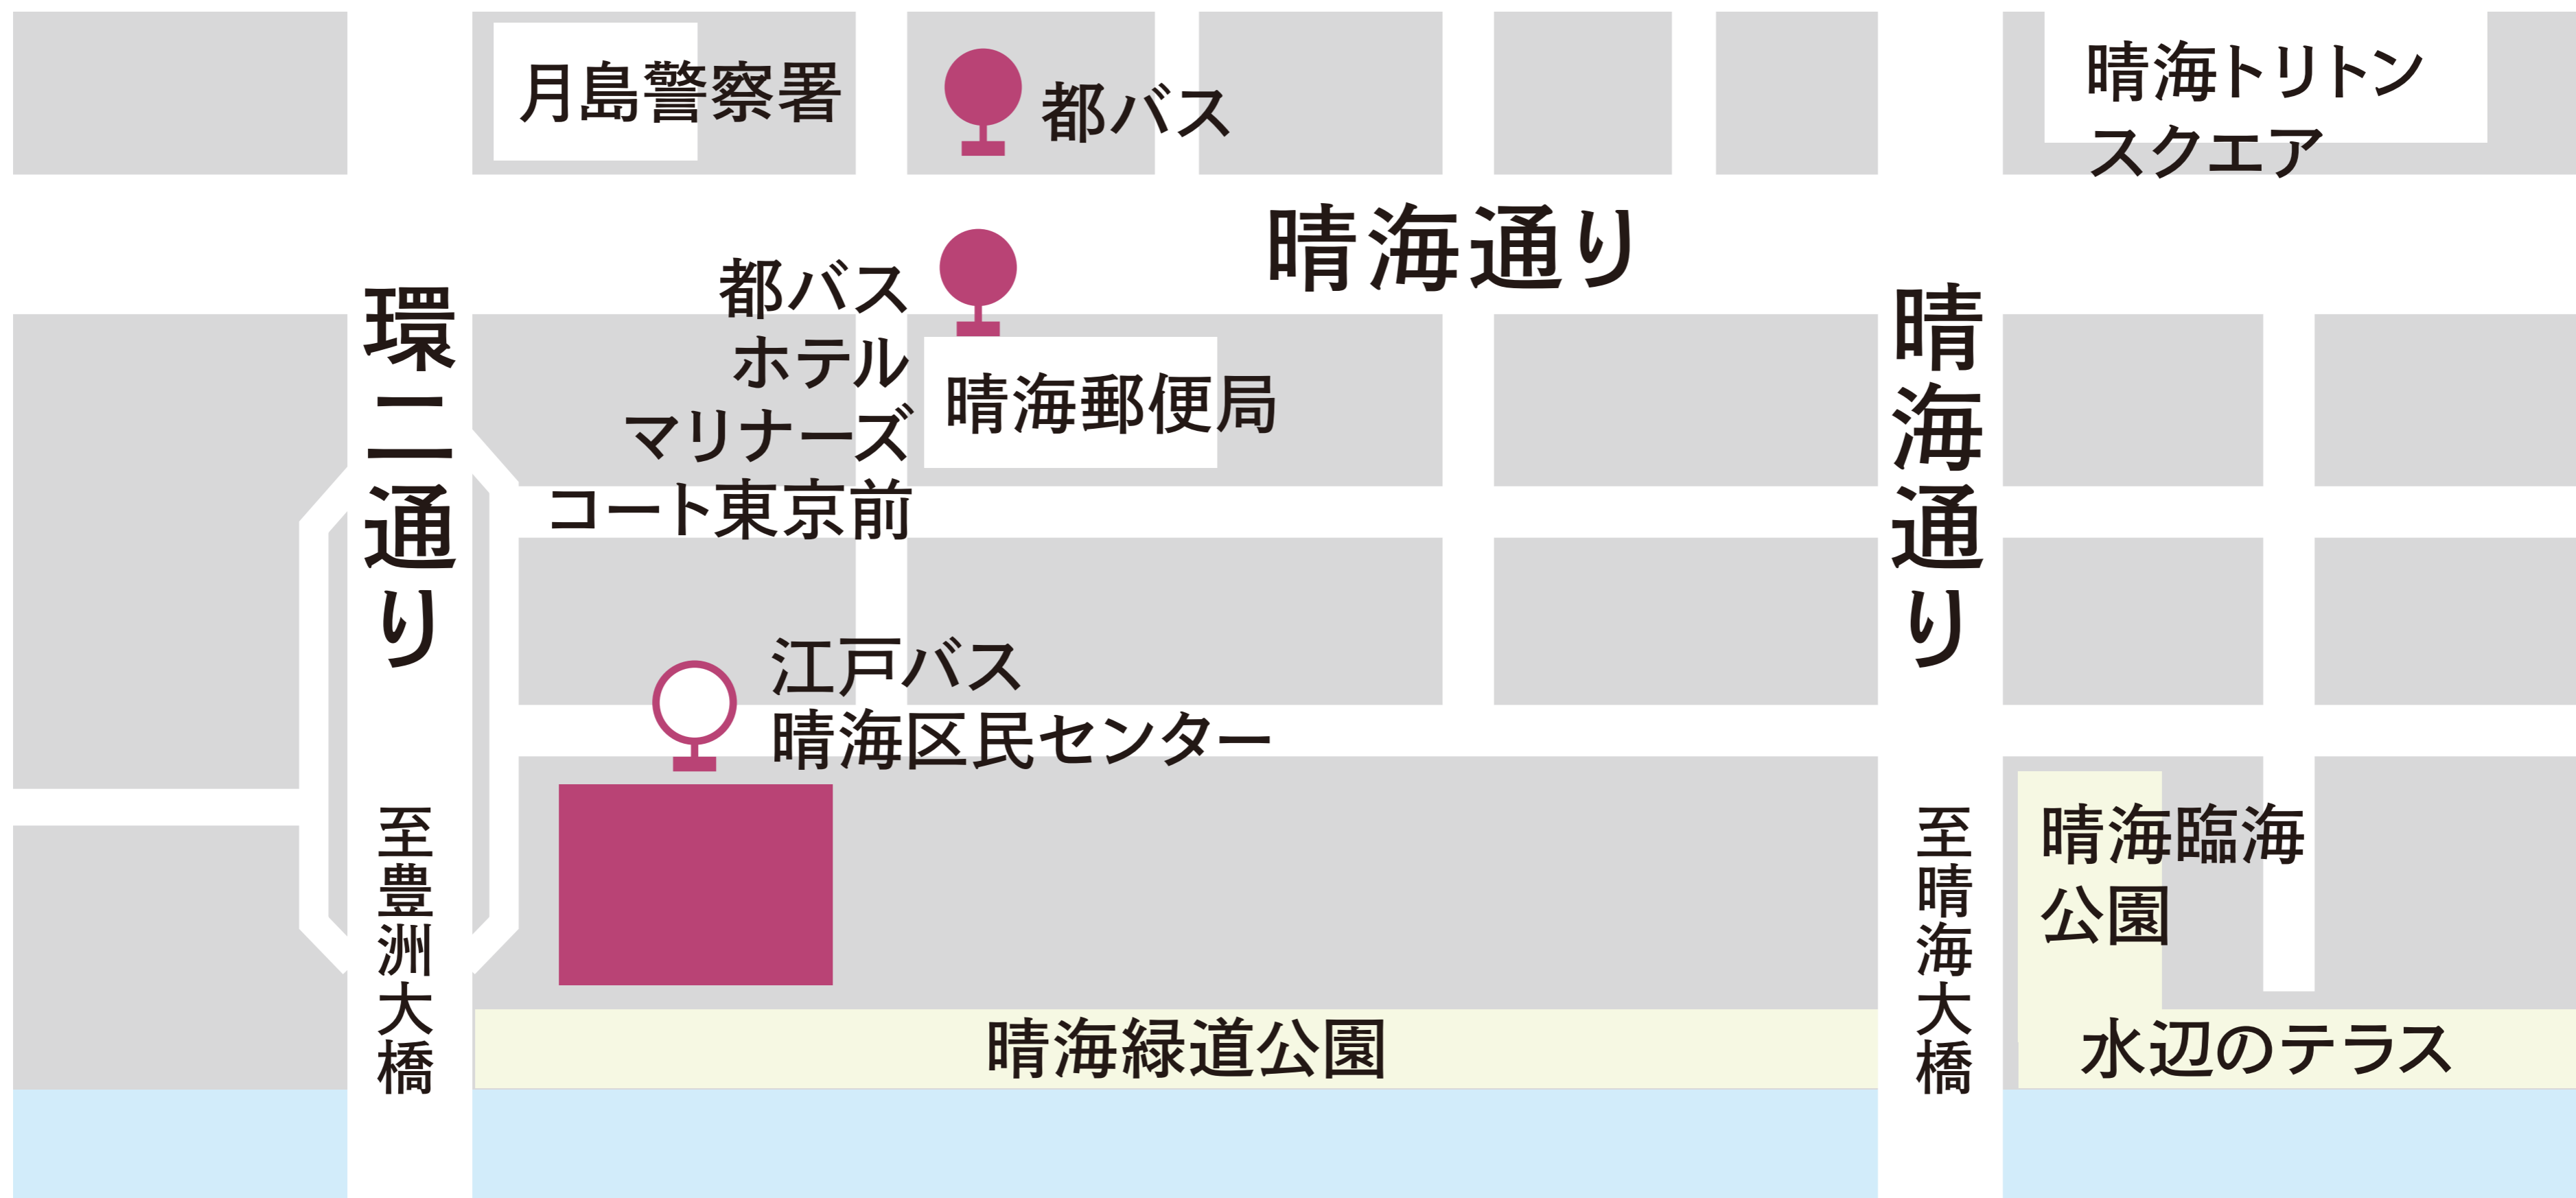 月島警察署
都バス
晴海トリトン
スクエア
晴海通り
都バス
ホテル
マリナーズ
コート東京前
晴海郵便局
環二通り
晴海通り
江戸バス
晴海区民センター
至豊洲大橋
至晴海大橋
晴海臨海
公園
晴海緑道公園
水辺のテラス